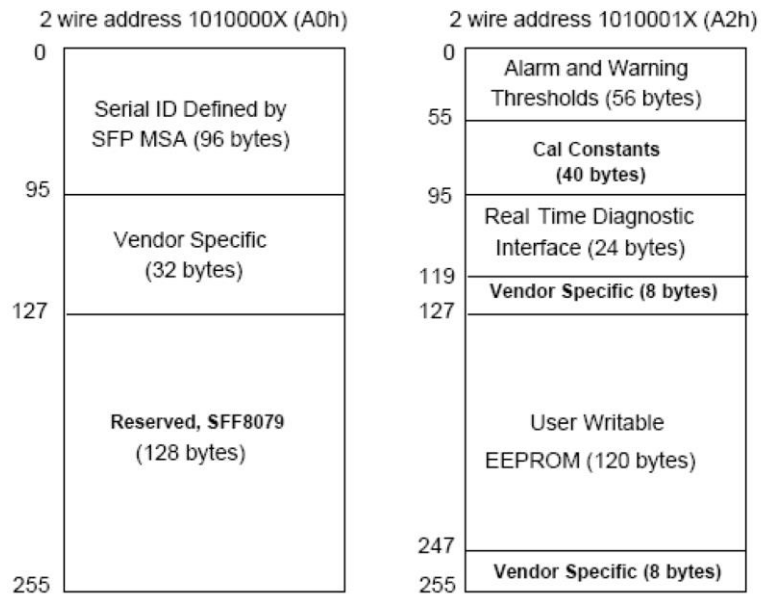 2 wire address 1010000X (A0h)
0
Serial ID Defined by
SFP MSA (96 bytes)
95
Vendor Specific
(32 bytes)
127
Reserved, SFF8079
(128 bytes)
255
2 wire address 1010001X (A2h)
0
Alarm and Warning
Thresholds (56 bytes)
55
Cal Constants
(40 bytes)
95
Real Time Diagnostic
Interface (24 bytes)
119
Vendor Specific (8 bytes)
127
User Writable
EEPROM (120 bytes)
247
Vendor Specific (8 bytes)
255